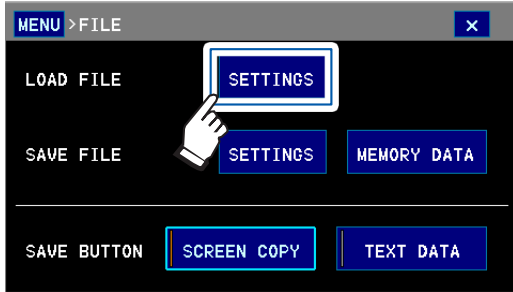 MENU >FILE ×
LOAD FILE SETTINGS
SAVE FILE SETTINGS MEMORY DATA
SAVE BUTTON SCREEN COPY TEXT DATA